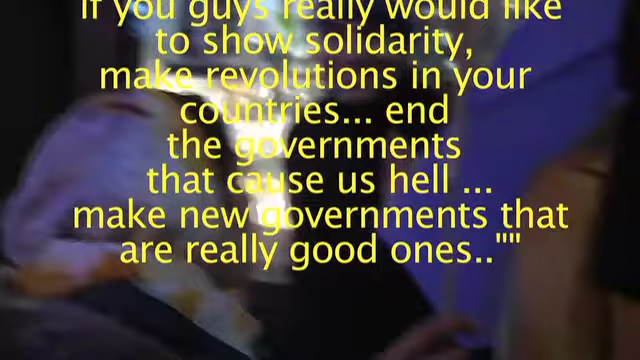 If you guys really would like
to show solidarity,
make revolutions in your
countries... end
the governments
that cause us hell ...
make new governments that
are really good ones..""